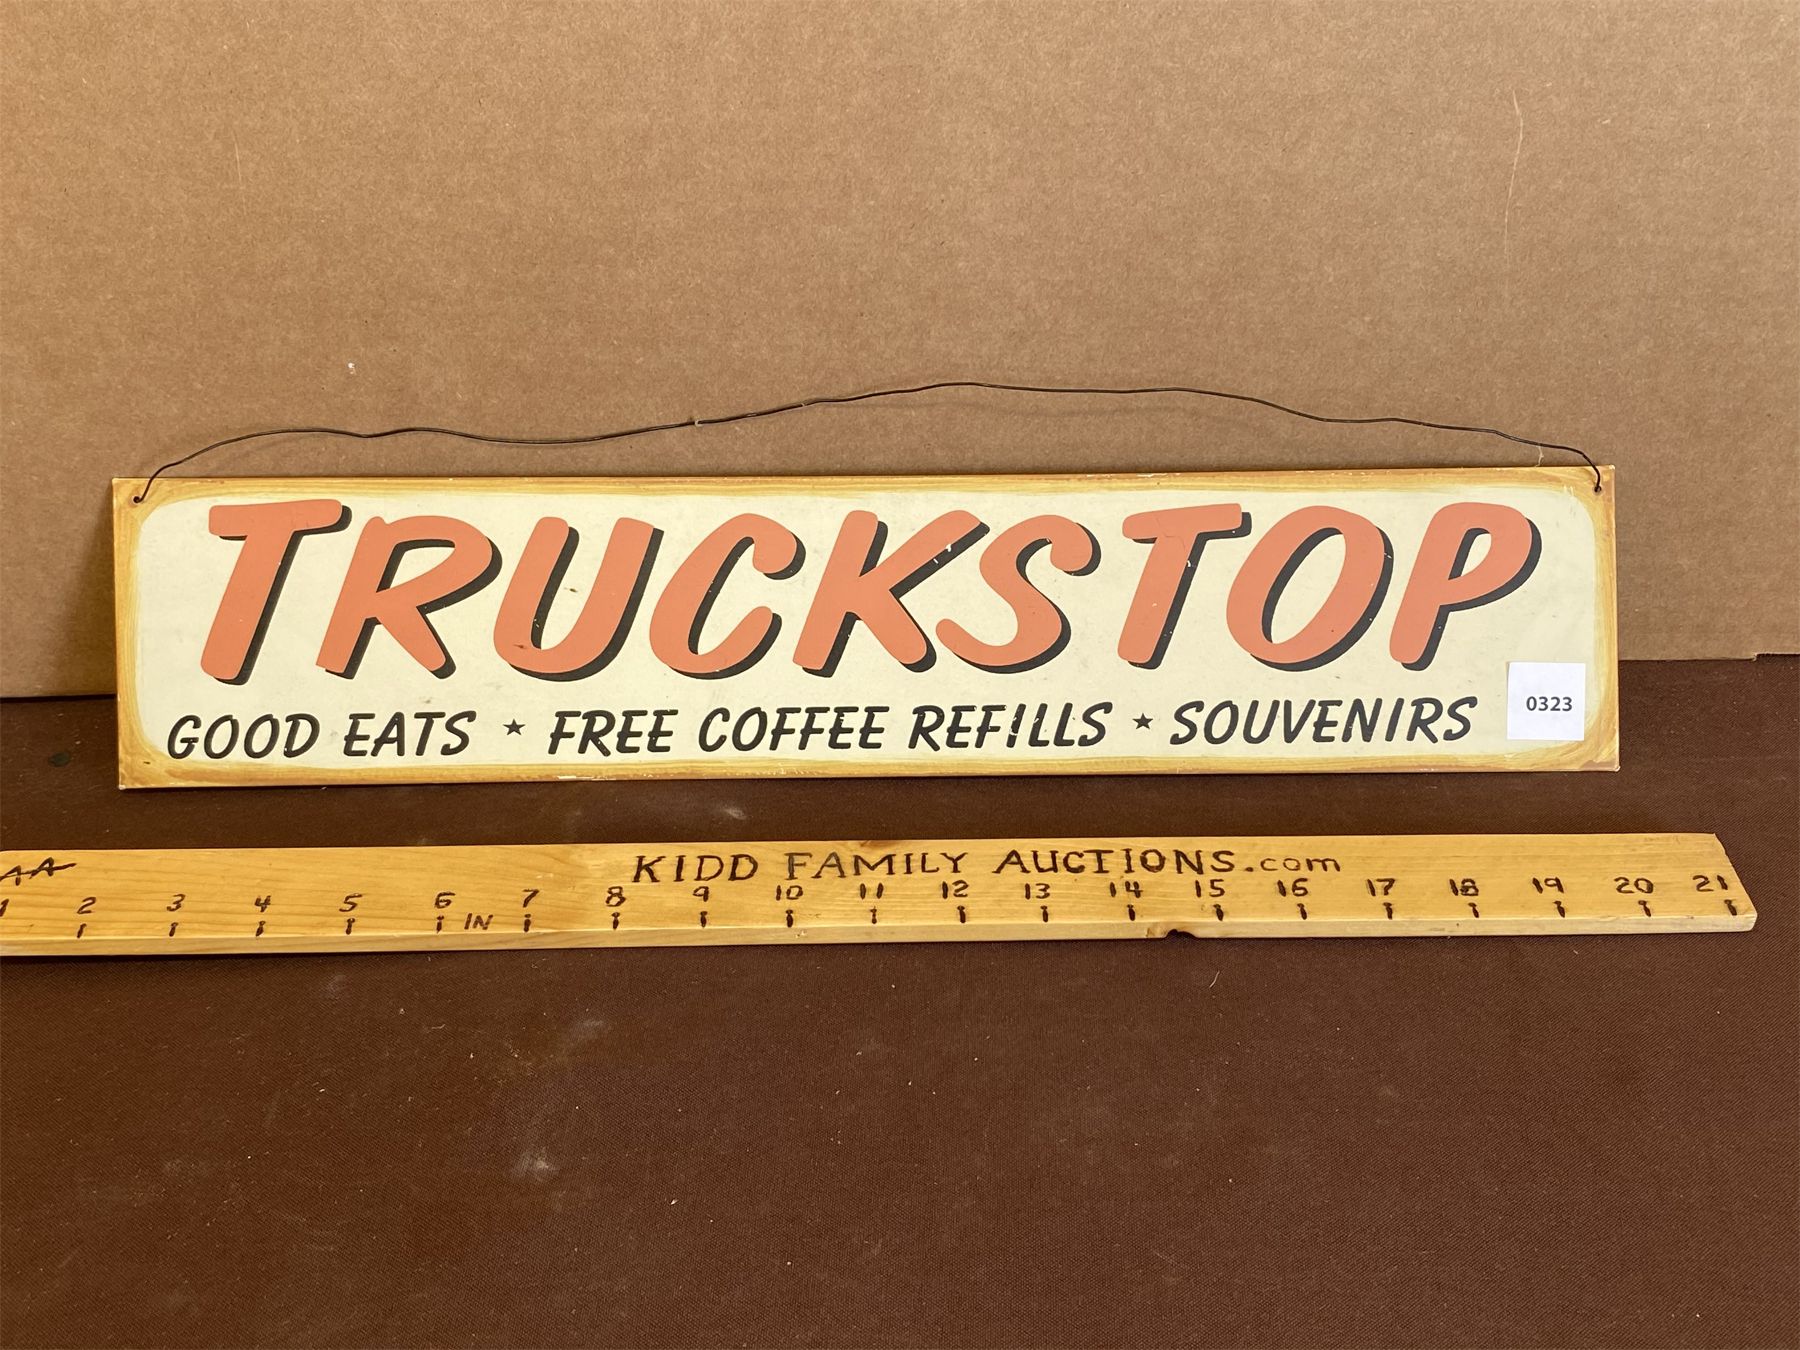 TRUCKSTOP
GOOD EATS ★ FREE COFFEE REFILLS ★ SOUVENIRS
0323
KIDD FAMILY AUCTIONS.com
1 2 3 4 5 6 IN 7 8 9 10 11 12 13 14 15 16 17 18 19 20 21